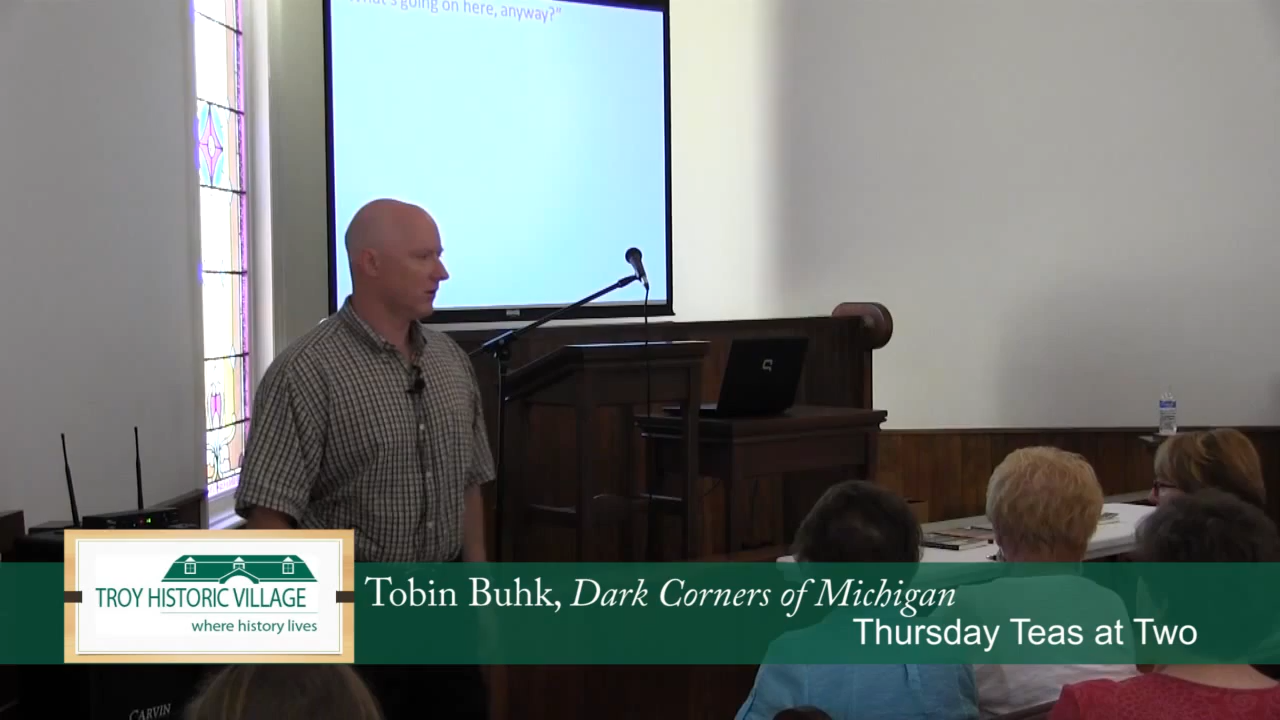 What's going on here, anyway?"
TROY HISTORIC VILLAGE
where history lives
Tobin Buhk, Dark Corners of Michigan
Thursday Teas at Two
CARVIN